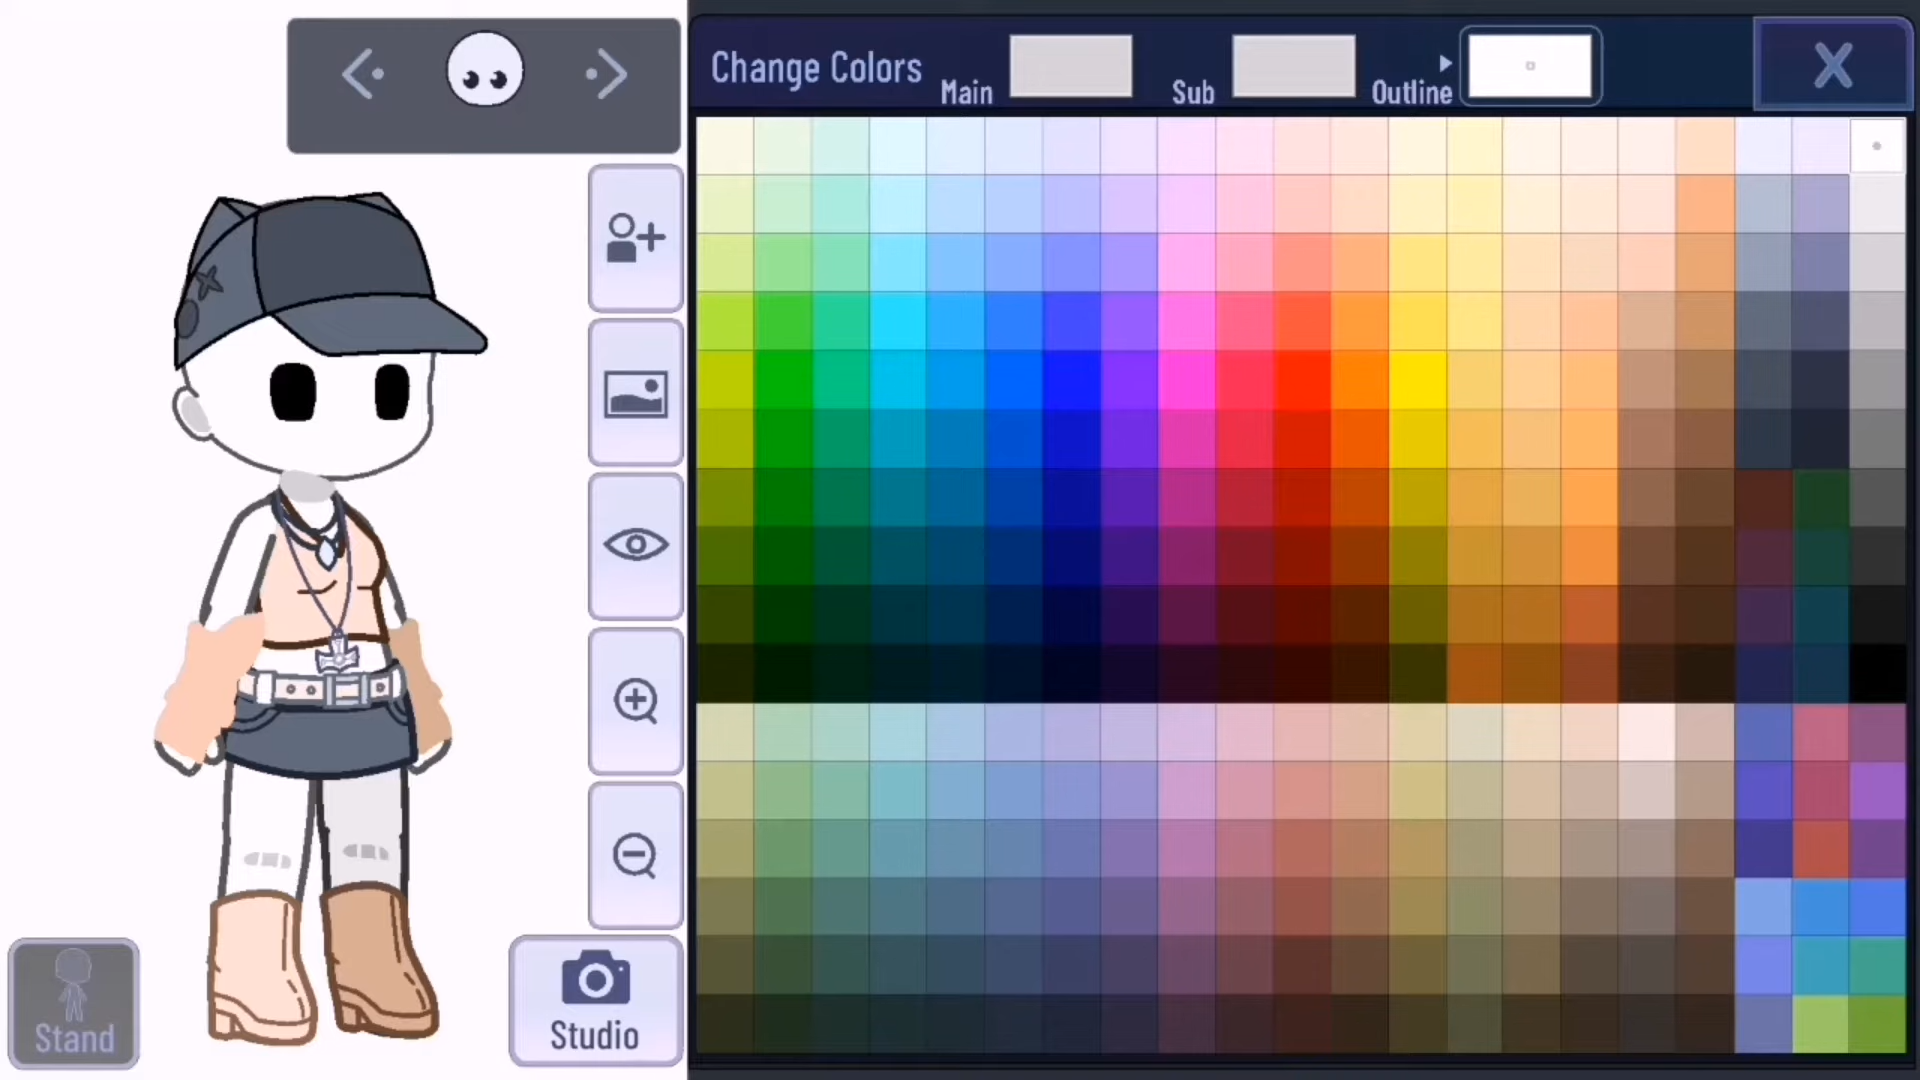 Change Colors
Main
Sub
Outline
X
Stand
Studio